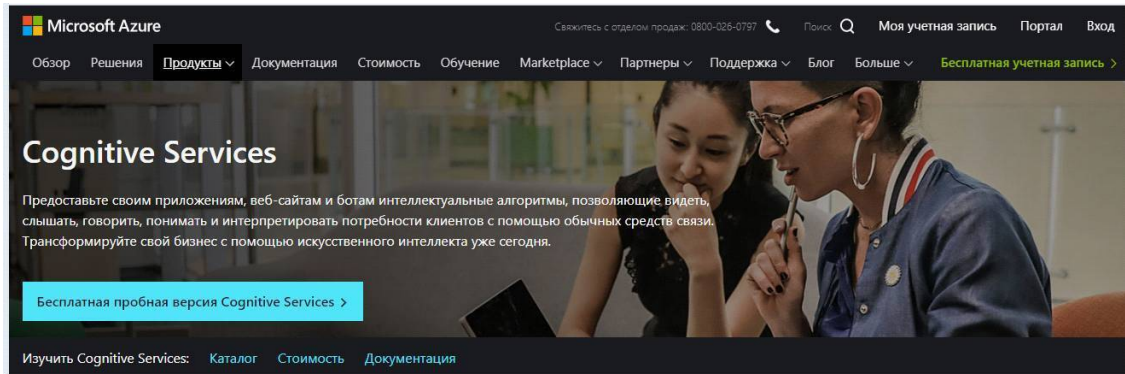 Microsoft Azure
Свяжитесь с отделом продаж: 0800-026-0797 Поиск Моя учетная запись Портал Вход
Обзор Решения Продукты Документация Стоимость Обучение Marketplace Партнеры Поддержка Блог Больше Бесплатная учетная запись >
Cognitive Services
Предоставьте своим приложениям, веб-сайтам и ботам интеллектуальные алгоритмы, позволяющие видеть,
слышать, говорить, понимать и интерпретировать потребности клиентов с помощью обычных средств связи.
Трансформируйте свой бизнес с помощью искусственного интеллекта уже сегодня.
Бесплатная пробная версия Cognitive Services >
Изучить Cognitive Services: Каталог Стоимость Документация